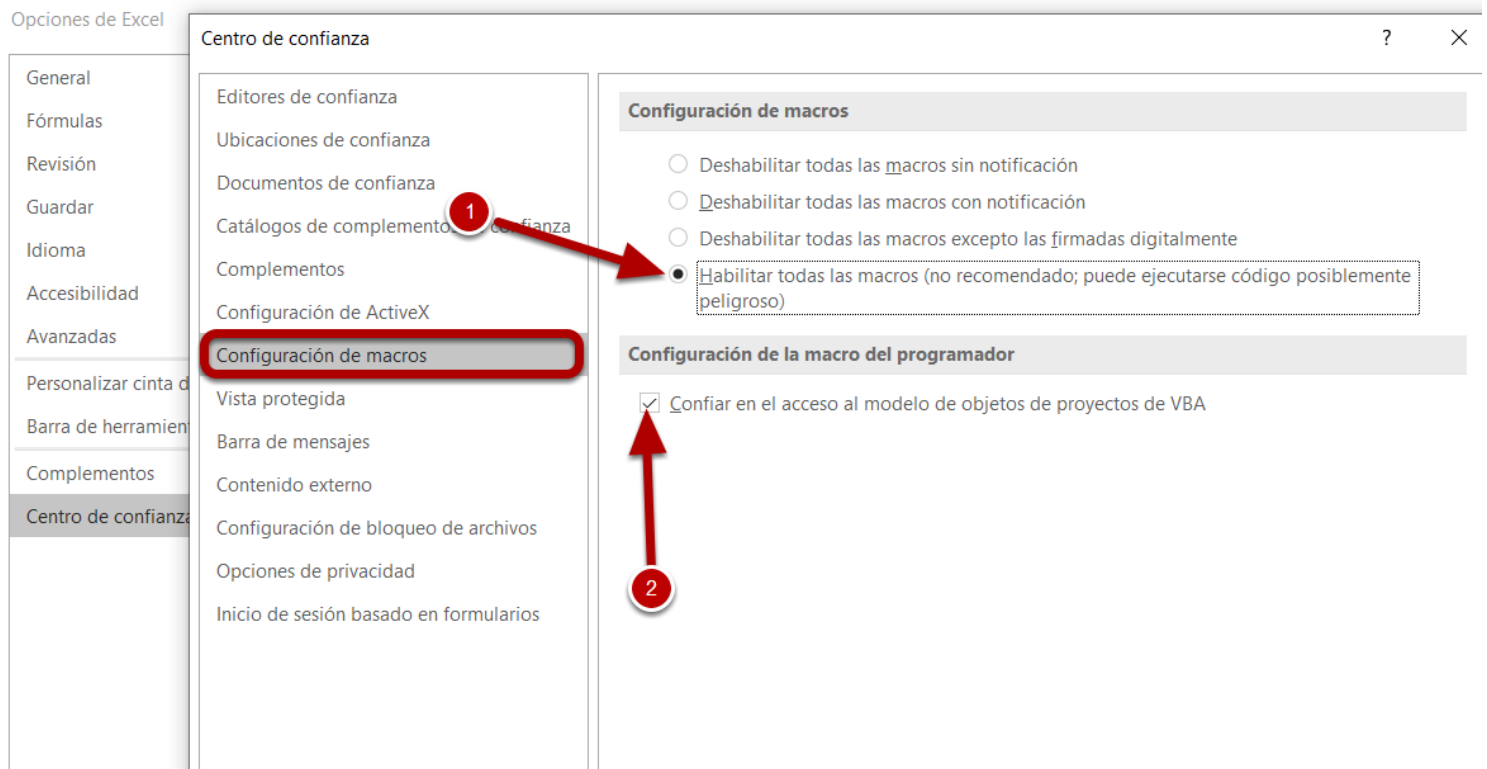 Opciones de Excel
General
Fórmulas
Revisión
Guardar
Idioma
Accesibilidad
Avanzadas
Personalizar cinta d
Barra de herramien
Complementos
Centro de confianza
Centro de confianza
?
Editores de confianza
Ubicaciones de confianza
Documentos de confianza
Catálogos de complemento confianza
Complementos
Configuración de ActiveX
Configuración de macros
Vista protegida
Barra de mensajes
Contenido externo
Configuración de bloqueo de archivos
Opciones de privacidad
Inicio de sesión basado en formularios
Configuración de macros
Deshabilitar todas las macros sin notificación
Deshabilitar todas las macros con notificación
Deshabilitar todas las macros excepto las firmadas digitalmente
1
Habilitar todas las macros (no recomendado; puede ejecutarse código posiblemente
peligroso)
Configuración de la macro del programador
Confiar en el acceso al modelo de objetos de proyectos de VBA
2